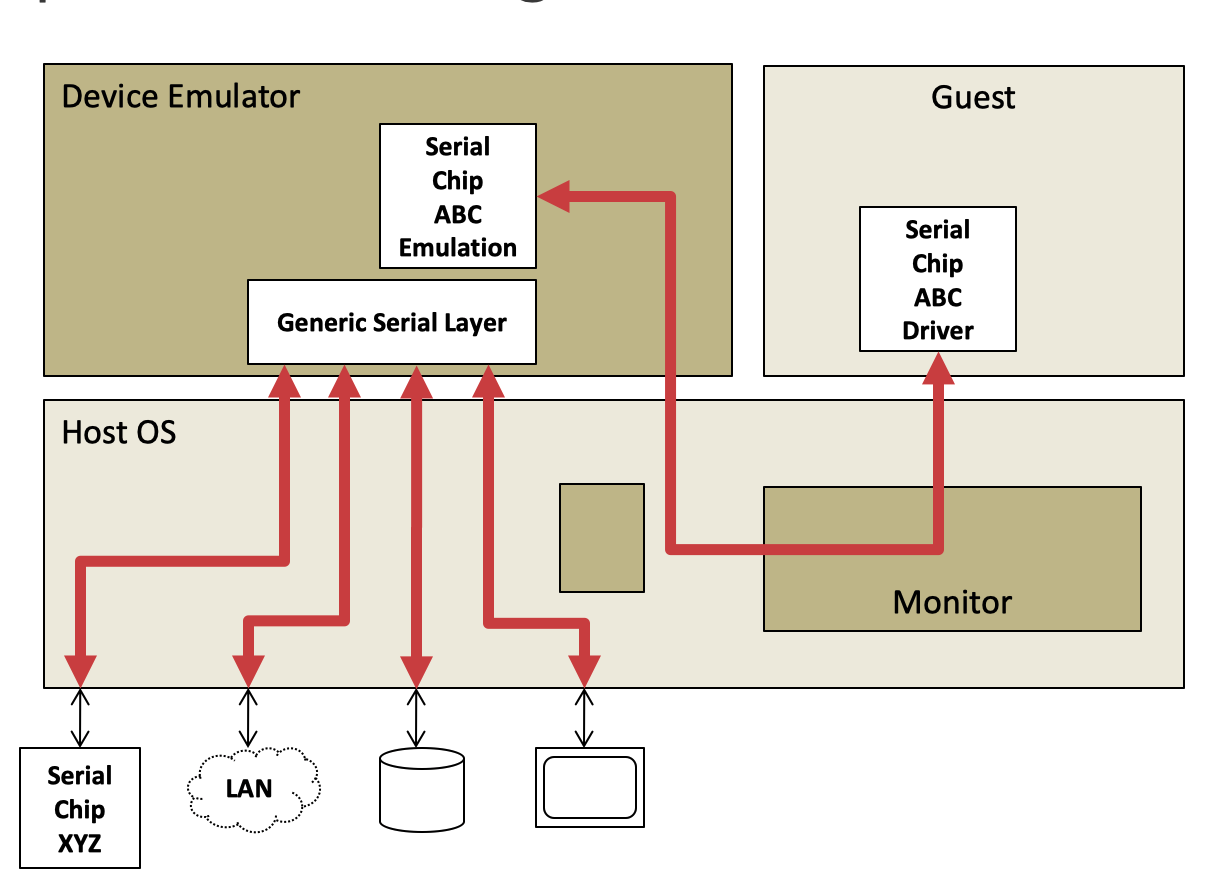 Device Emulator
Guest
Serial
Chip
ABC
Emulation
Serial
Chip
ABC
Driver
Generic Serial Layer
Host OS
Monitor
Serial
Chip
XYZ
LAN